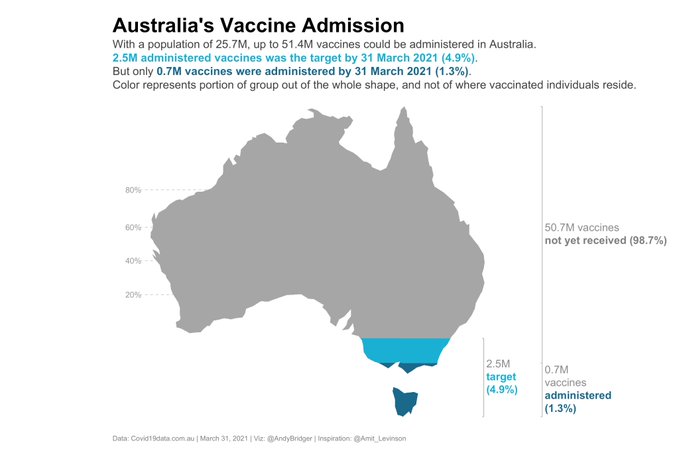 Australia's Vaccine Admission
With a population of 25.7M, up to 51.4M vaccines could be administered in Australia.
2.5M administered vaccines was the target by 31 March 2021 (4.9%).
But only 0.7M vaccines were administered by 31 March 2021 (1.3%).
Color represents portion of group out of the whole shape, and not of where vaccinated individuals reside.
80%
60%
40%
20%
50.7M vaccines
not yet received (98.7%)
2.5M
target
(4.9%)
0.7M
vaccines
administered
(1.3%)
Data: Covid19data.com.au | March 31, 2021 | Viz: @AndyBridger | Inspiration: @Amit_Levinson